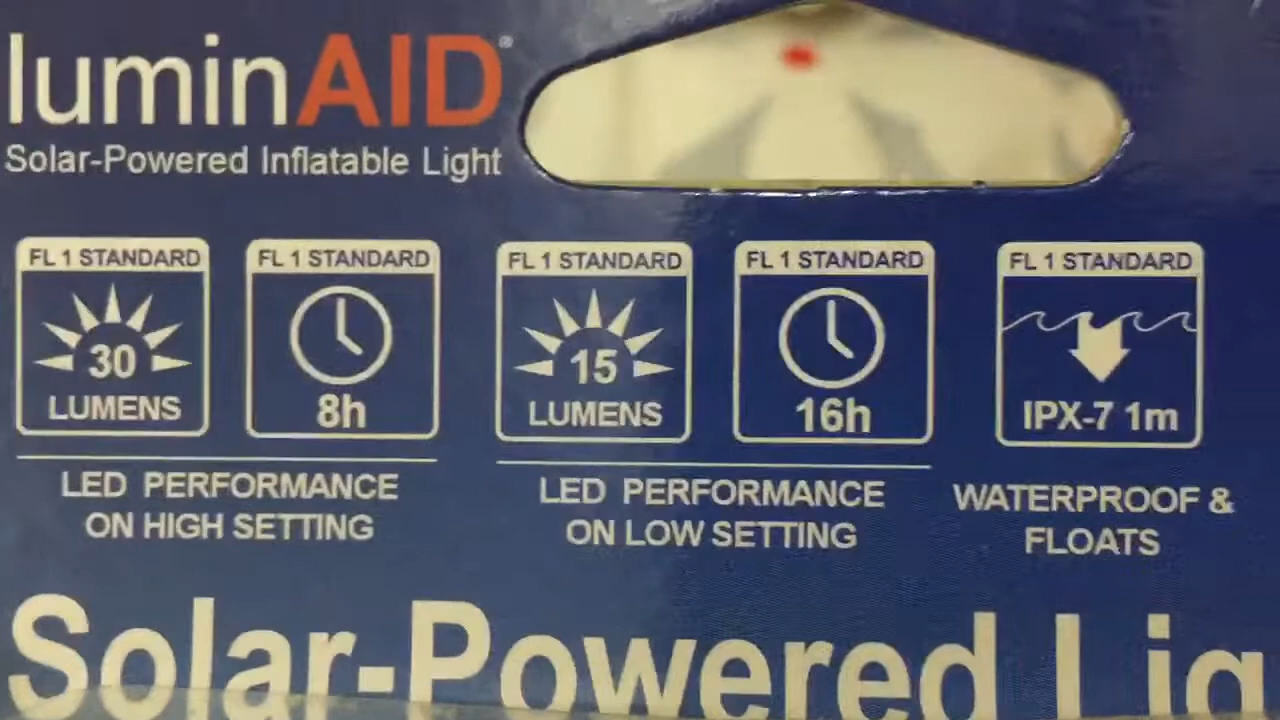 luminAID
Solar-Powered Inflatable Light
FL 1 STANDARD
30
LUMENS
FL 1 STANDARD
8h
LED PERFORMANCE
ON HIGH SETTING
FL 1 STANDARD
15
LUMENS
FL 1 STANDARD
16h
LED PERFORMANCE
ON LOW SETTING
FL 1 STANDARD
IPX-7 1m
WATERPROOF &
FLOATS
Solar-Powered Lig